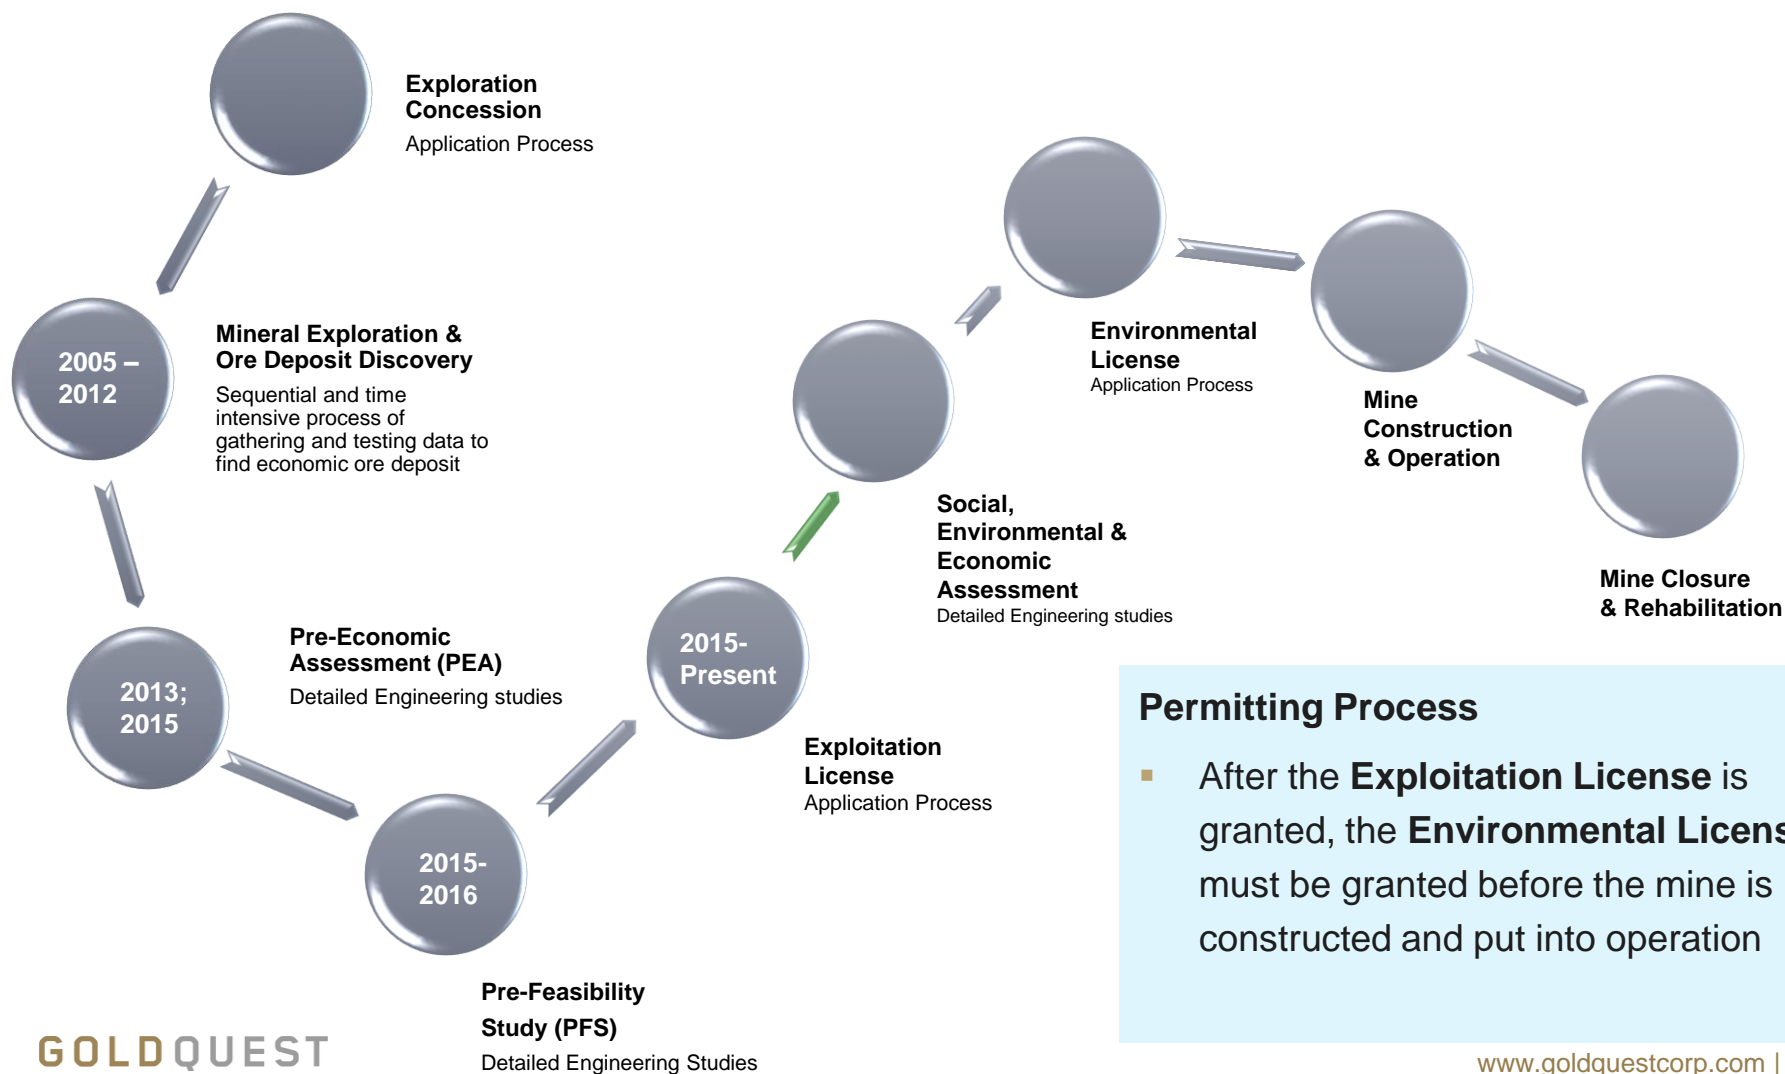 Exploration
Concession
Application Process
2005 –
2012
Mineral Exploration &
Ore Deposit Discovery
Sequential and time
intensive process of
gathering and testing data to
find economic ore deposit
2013;
2015
Pre-Economic
Assessment (PEA)
Detailed Engineering studies
2015-
2016
Pre-Feasibility
Study (PFS)
Detailed Engineering Studies
2015-
Present
Exploitation
License
Application Process
Social,
Environmental &
Economic
Assessment
Detailed Engineering studies
Environmental
License
Application Process
Mine
Construction
& Operation
Mine Closure
& Rehabilitation
Permitting Process
▪ After the Exploitation License is
granted, the Environmental Licens
must be granted before the mine is
constructed and put into operation
GOLDQUEST
www.goldquestcorp.com |